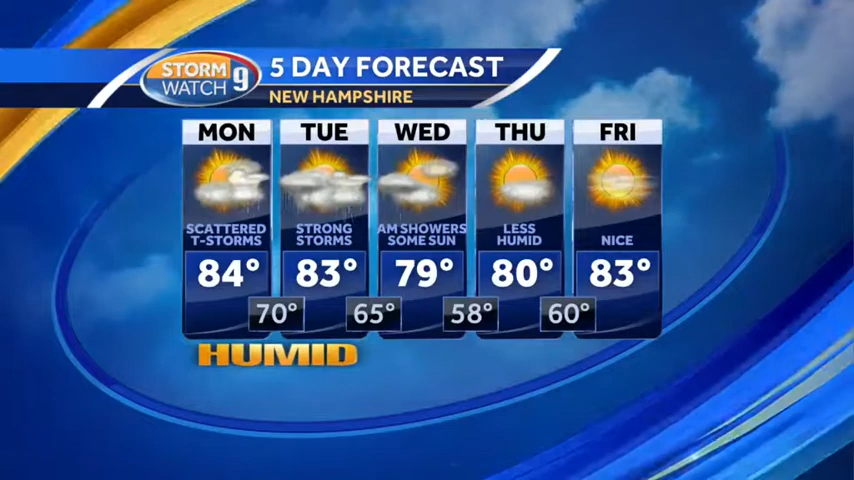 STORM
WATCH 9
5 DAY FORECAST
NEW HAMPSHIRE
MON TUE WED THU FRI
SCATTERED T-STORMS
STRONG STORMS
AM SHOWERS SOME SUN
LESS HUMID
NICE
84° 83° 79° 80° 83°
70° 65° 58° 60°
HUMID